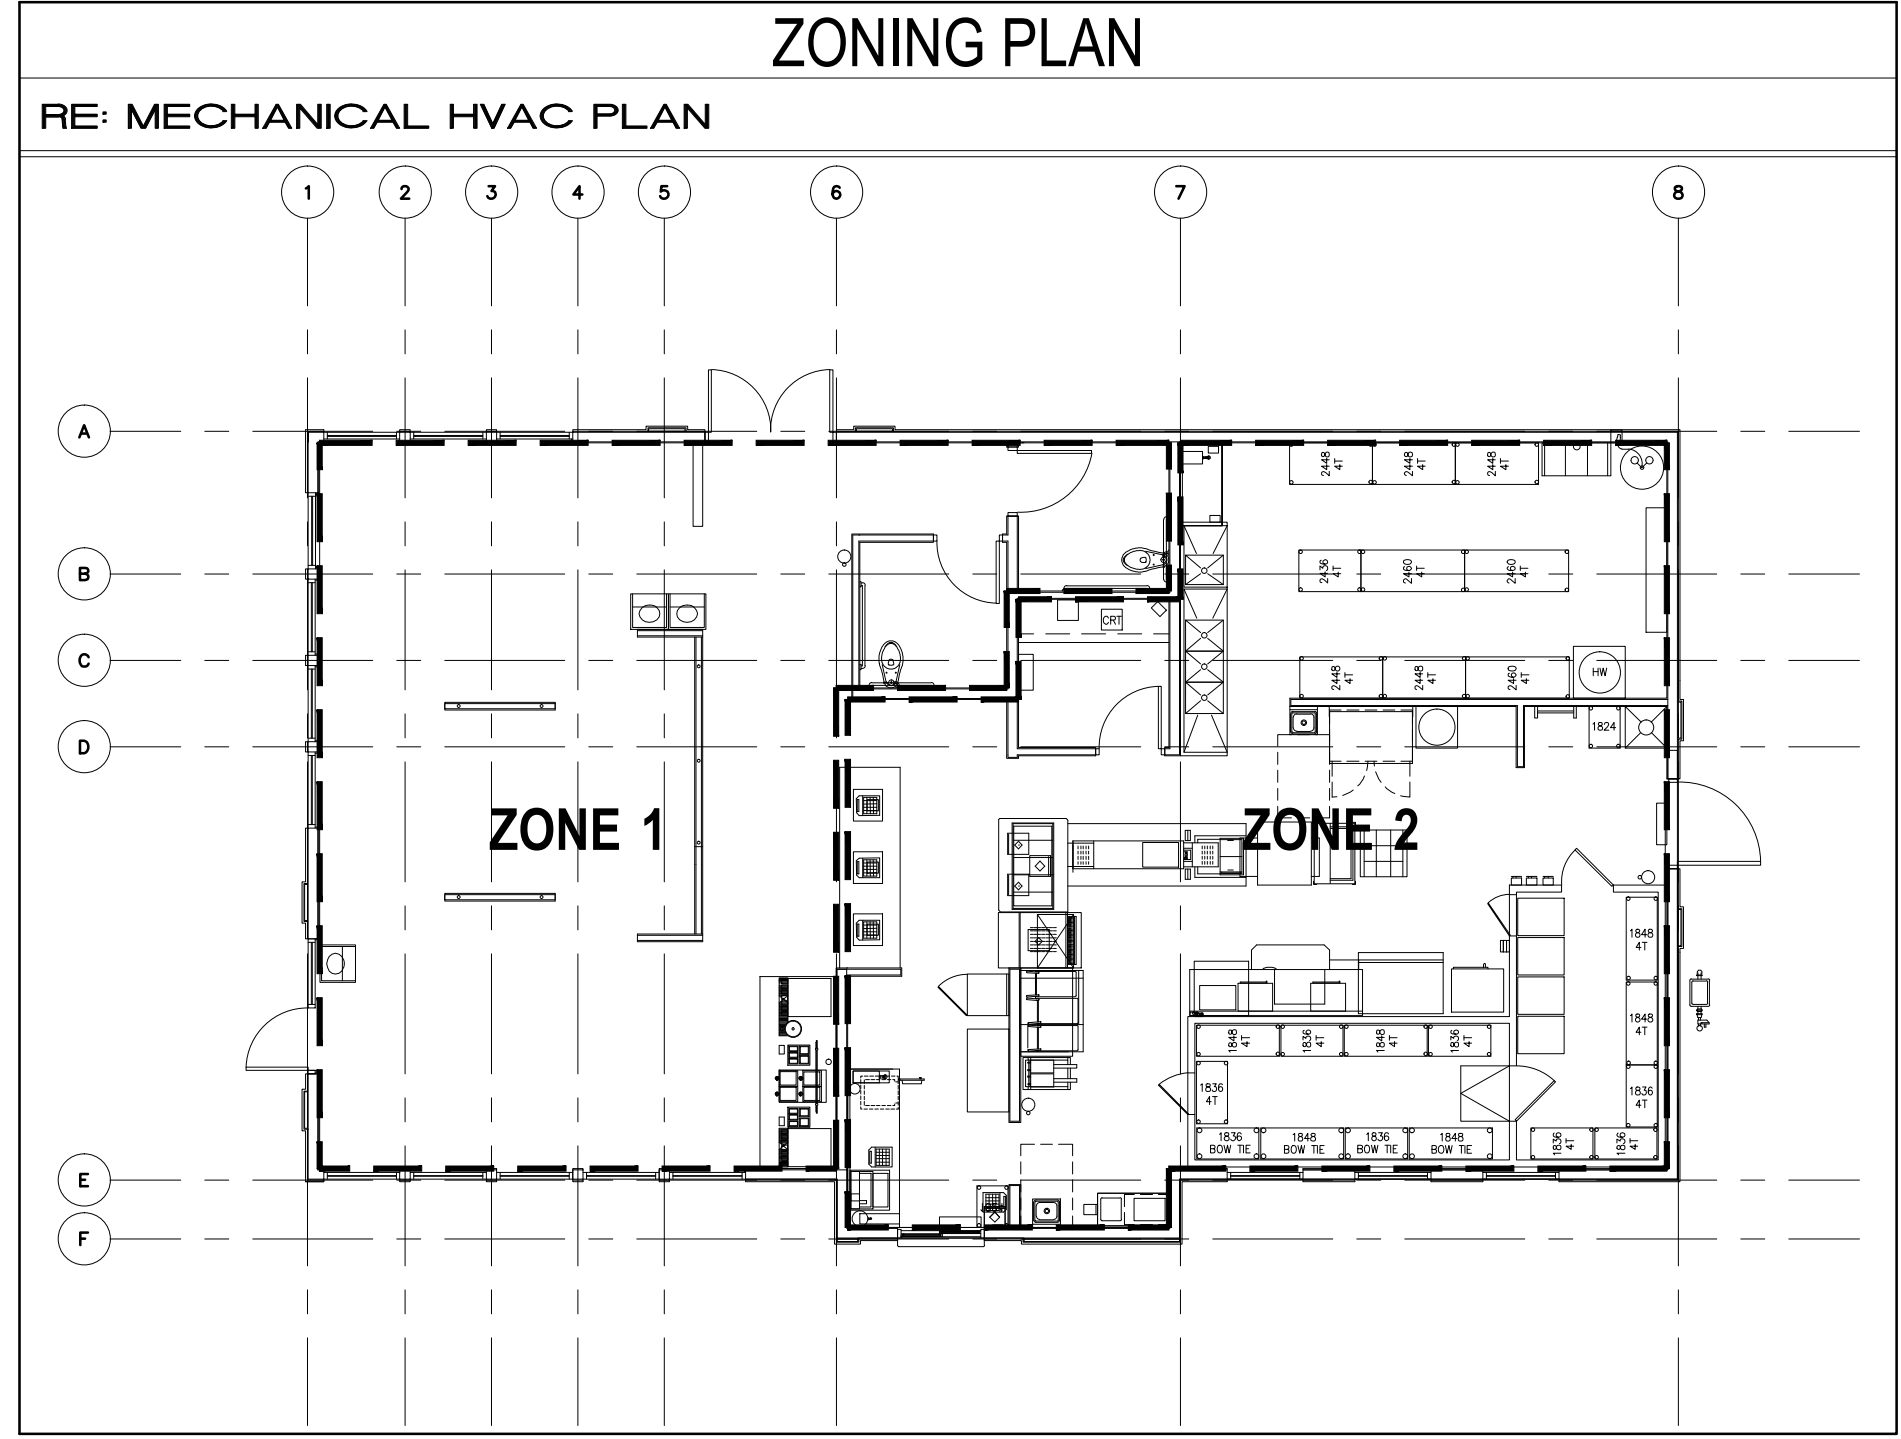 ZONING PLAN
RE: MECHANICAL HVAC PLAN
1 2 3 4 5 6 7 8
A
2448 4T
2448 4T
2448 4T
B
2436 4T
2460 4T
2460 4T
CRT
C
2448 4T
2448 4T
2460 4T
HW
D
1824
ZONE 1
ZONE 2
1848 4T
1848 4T
1848 4T
1836 4T
1848 4T
1836 4T
1836 4T
1836 4T
1836 BOW TIE
1848 BOW TIE
1836 BOW TIE
1848 BOW TIE
1836 4T
1836 4T
E
F